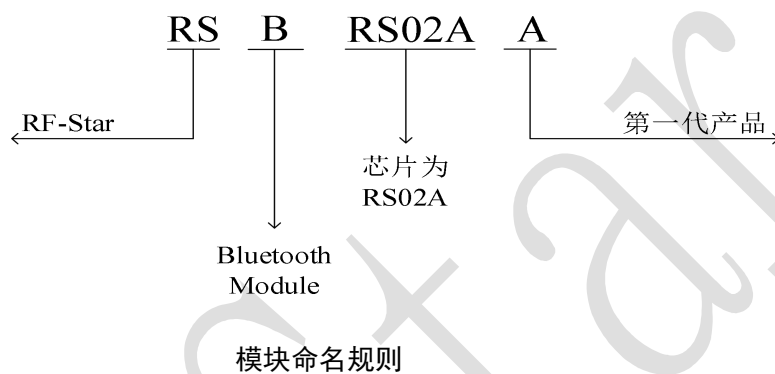 RS B RS02A A
RF-Star
第一代产品
芯片为
RS02A
Bluetooth
Module
模块命名规则